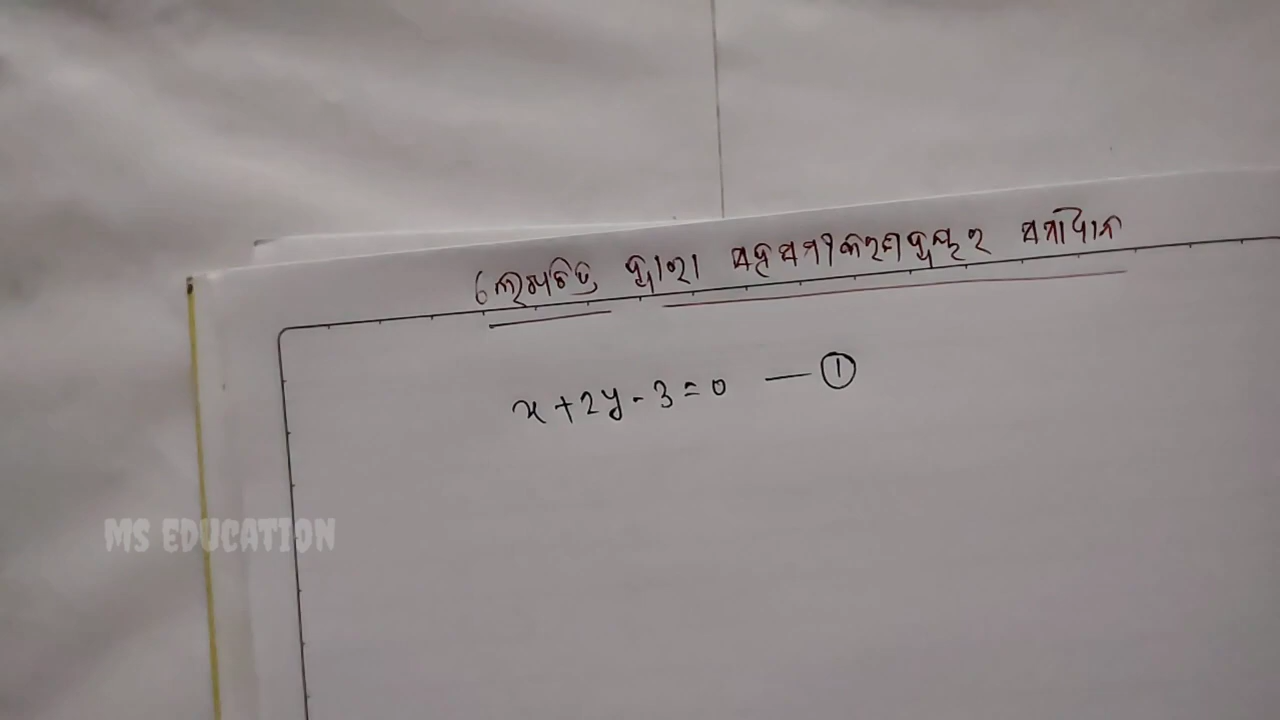 ଲେଖଚିତ୍ର ଦ୍ୱାରା ସହସମୀକରଣଦ୍ୱୟର ସମାଧାନ
x + 2y - 3 = 0 — ①
MS EDUCATION